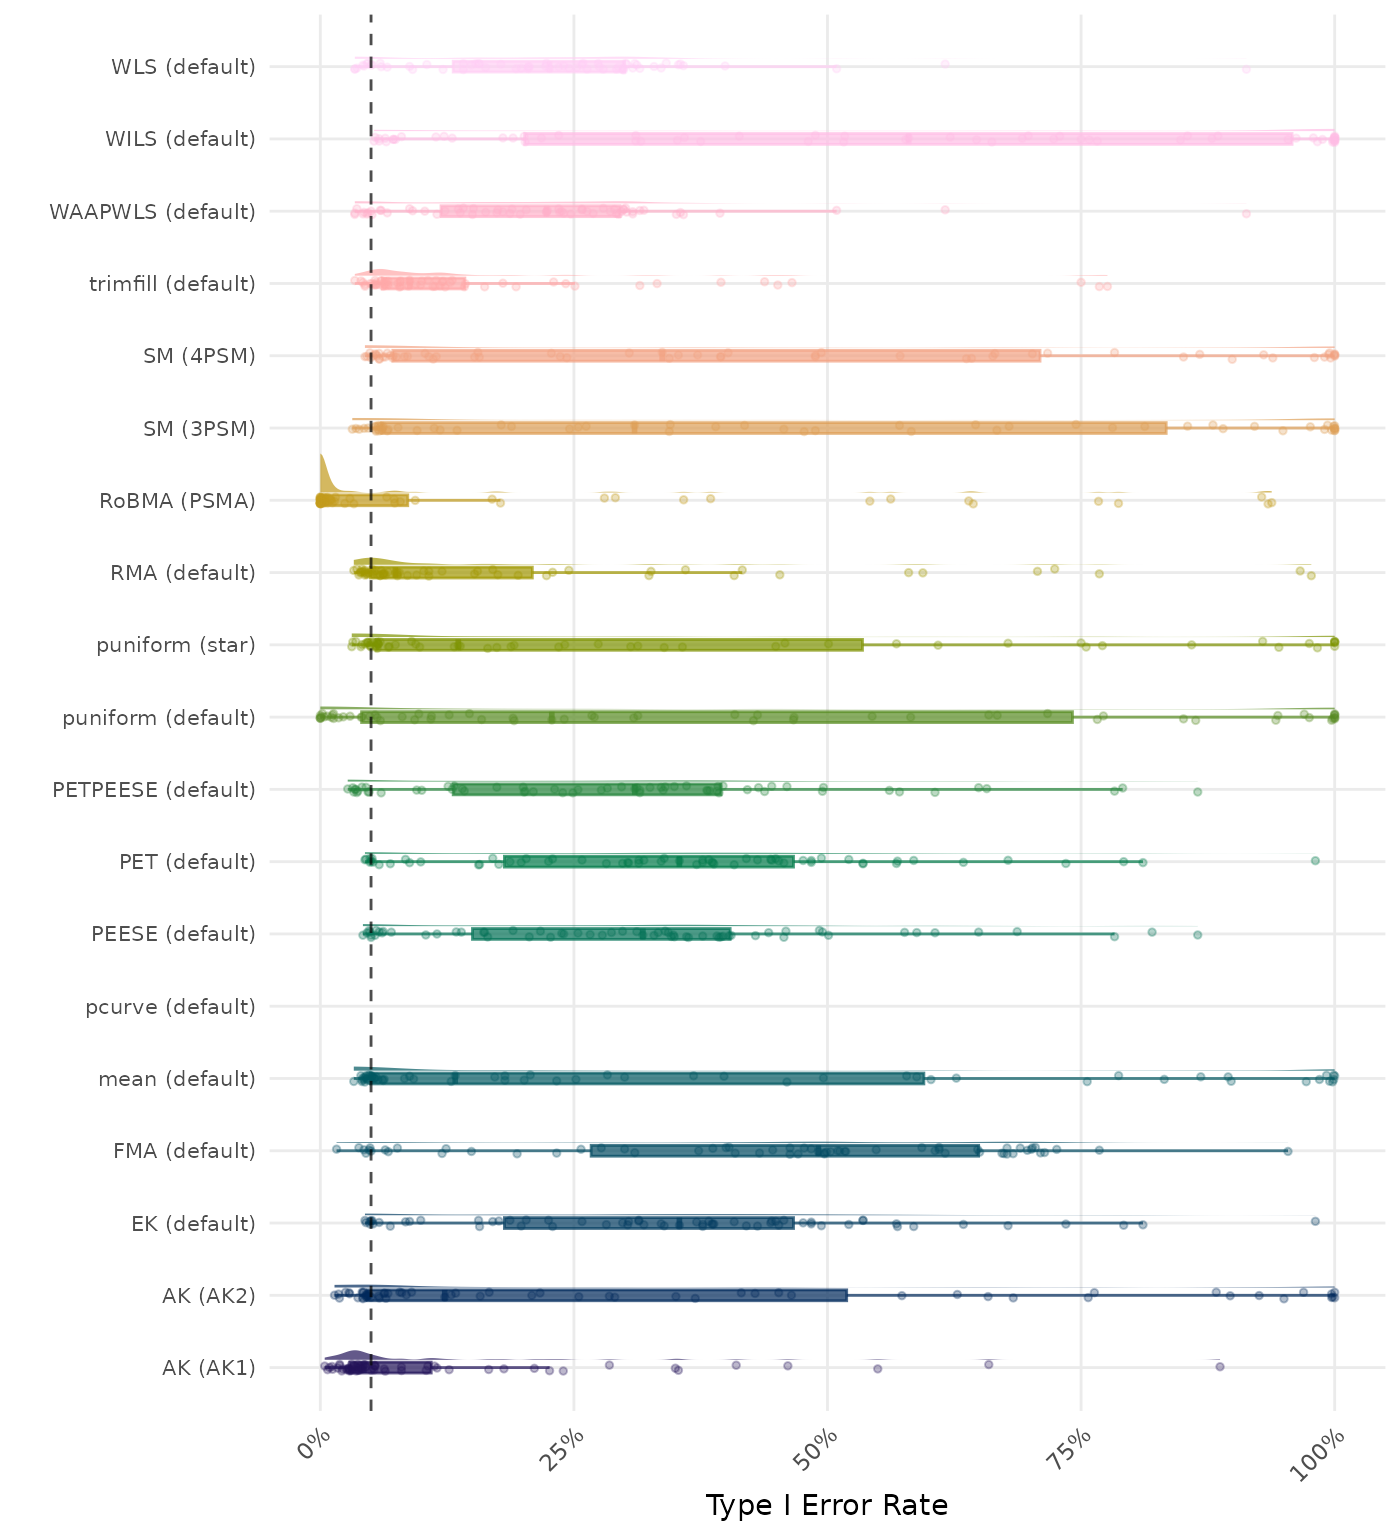 WLS (default)
WILS (default)
WAAPWLS (default)
trimfill (default)
SM (4PSM)
SM (3PSM)
RoBMA (PSMA)
RMA (default)
puniform (star)
puniform (default)
PETPEESE (default)
PET (default)
PEESE (default)
pcurve (default)
mean (default)
FMA (default)
EK (default)
AK (AK2)
AK (AK1)
0% 25% 50% 75% 100%
Type I Error Rate